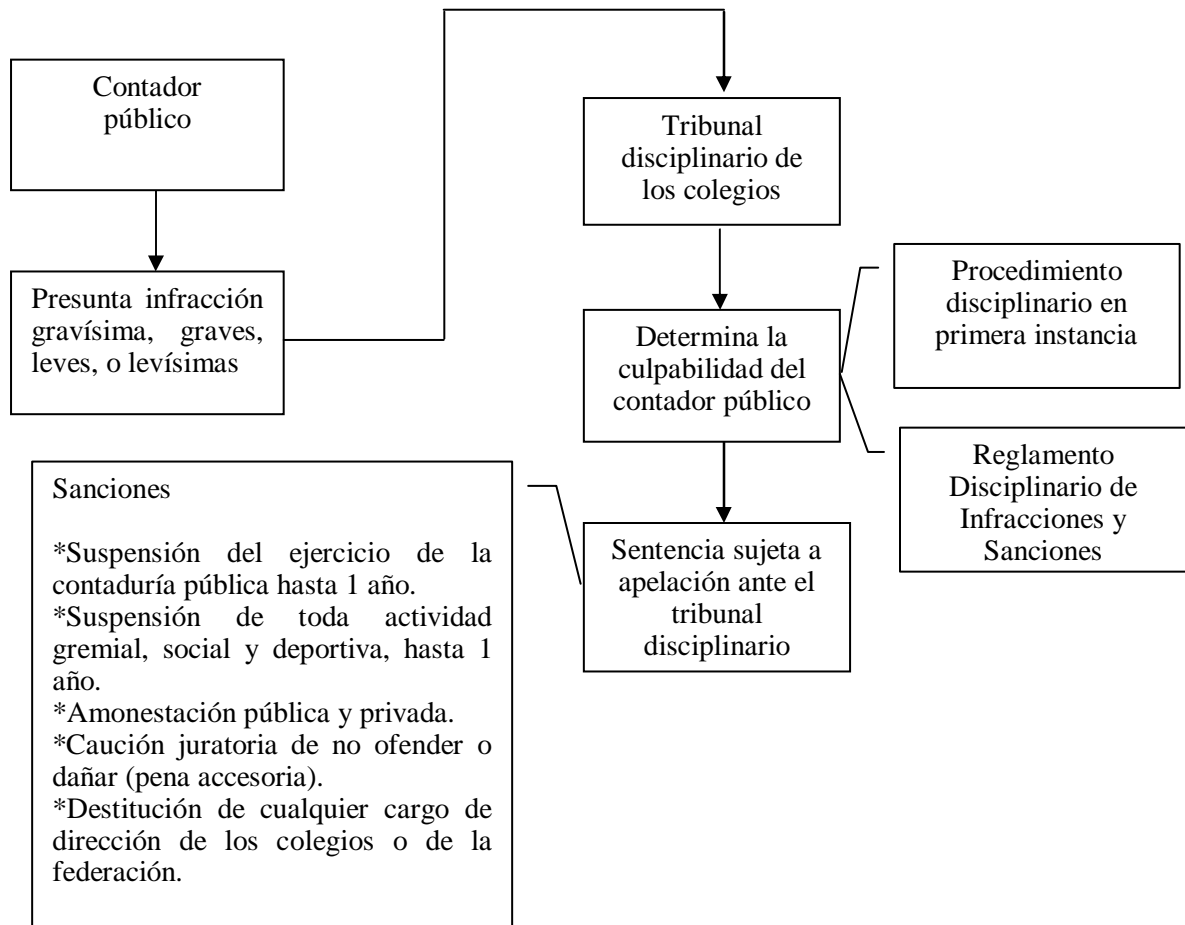 Contador
público
Presunta infracción
gravísima, graves,
leves, o levísimas
Tribunal
disciplinario de
los colegios
Determina la
culpabilidad del
contador público
Procedimiento
disciplinario en
primera instancia
Reglamento
Disciplinario de
Infracciones y
Sanciones
Sentencia sujeta a
apelación ante el
tribunal
disciplinario
Sanciones
*Suspensión del ejercicio de la
contaduría pública hasta 1 año.
*Suspensión de toda actividad
gremial, social y deportiva, hasta 1
año.
*Amonestación pública y privada.
*Caución juratoria de no ofender o
dañar (pena accesoria).
*Destitución de cualquier cargo de
dirección de los colegios o de la
federación.